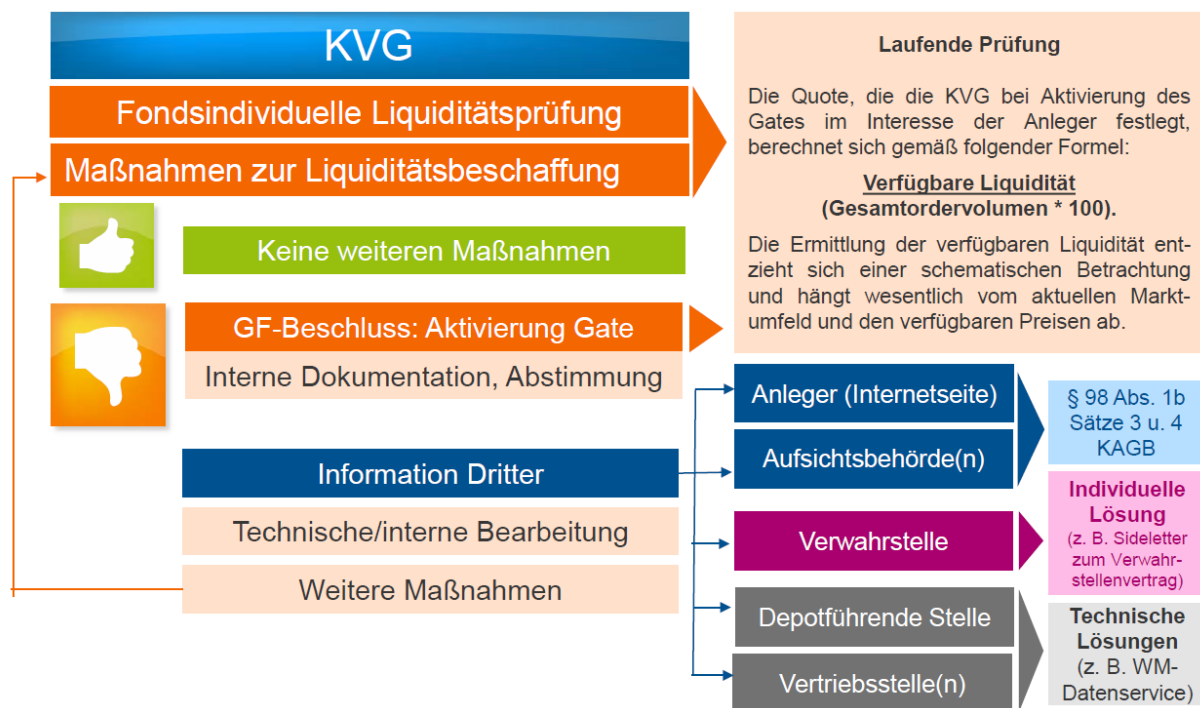 KVG
Fondsindividuelle Liquiditätsprüfung
Maßnahmen zur Liquiditätsbeschaffung
Keine weiteren Maßnahmen
GF-Beschluss: Aktivierung Gate
Interne Dokumentation, Abstimmung
Information Dritter
Technische/interne Bearbeitung
Weitere Maßnahmen
Laufende Prüfung
Die Quote, die die KVG bei Aktivierung des
Gates im Interesse der Anleger festlegt,
berechnet sich gemäß folgender Formel:
Verfügbare Liquidität
(Gesamtordervolumen * 100).
Die Ermittlung der verfügbaren Liquidität ent-
zieht sich einer schematischen Betrachtung
und hängt wesentlich vom aktuellen Markt-
umfeld und den verfügbaren Preisen ab.
Anleger (Internetseite)
Aufsichtsbehörde(n)
§ 98 Abs. 1b
Sätze 3 u. 4
KAGB
Verwahrstelle
Individuelle
Lösung
(z. B. Sideletter
zum Verwahr-
stellenvertrag)
Depotführende Stelle
Vertriebsstelle(n)
Technische
Lösungen
(z. B. WM-
Datenservice)